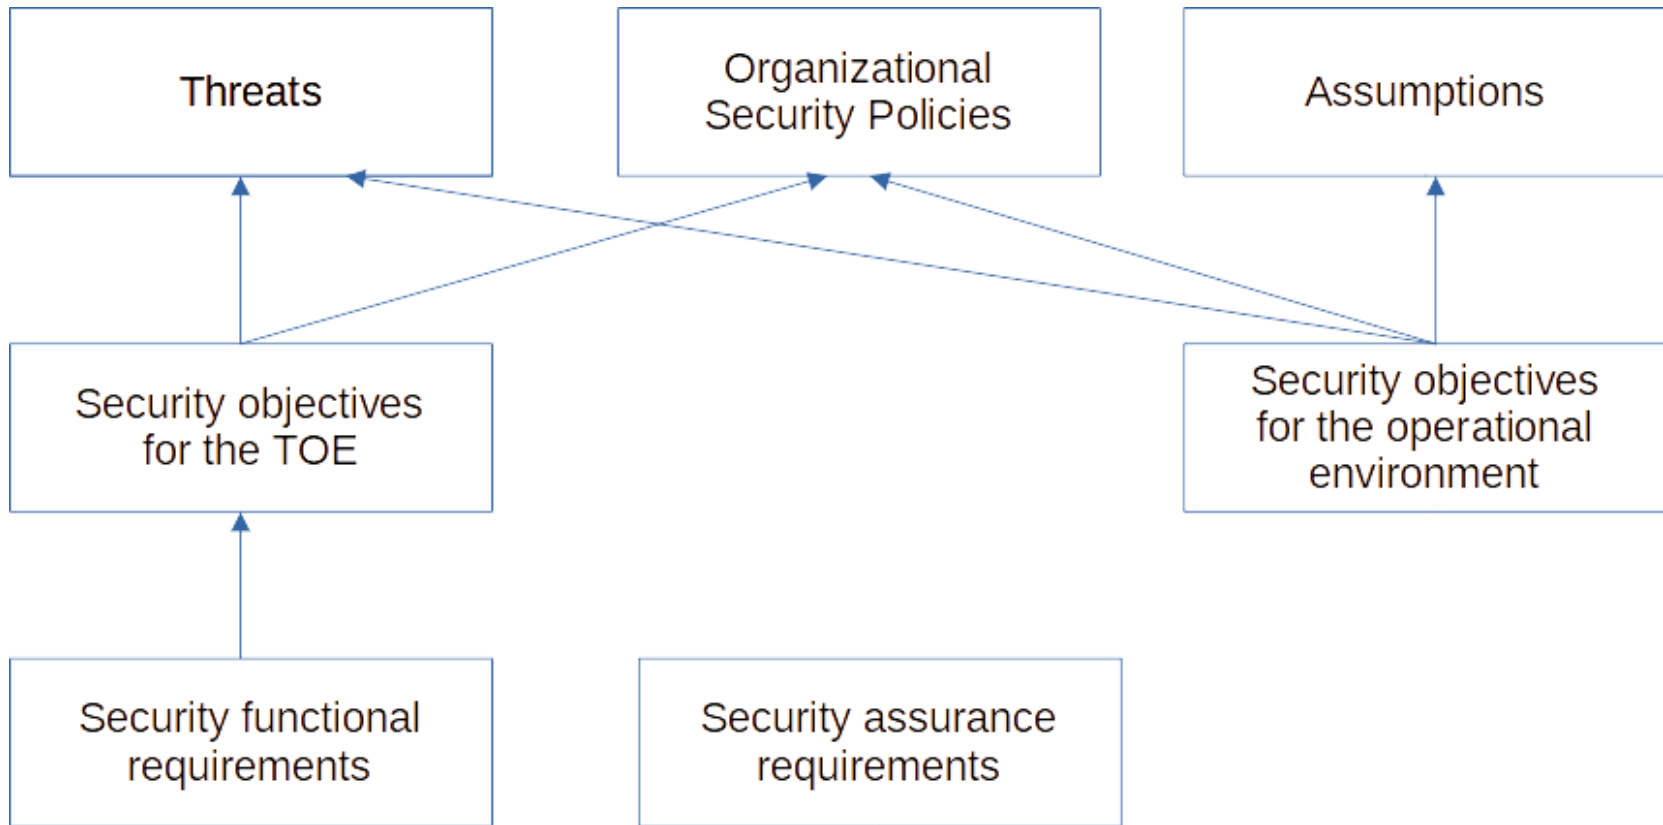 Threats
Organizational
Security Policies
Assumptions
Security objectives
for the TOE
Security objectives
for the operational
environment
Security functional
requirements
Security assurance
requirements